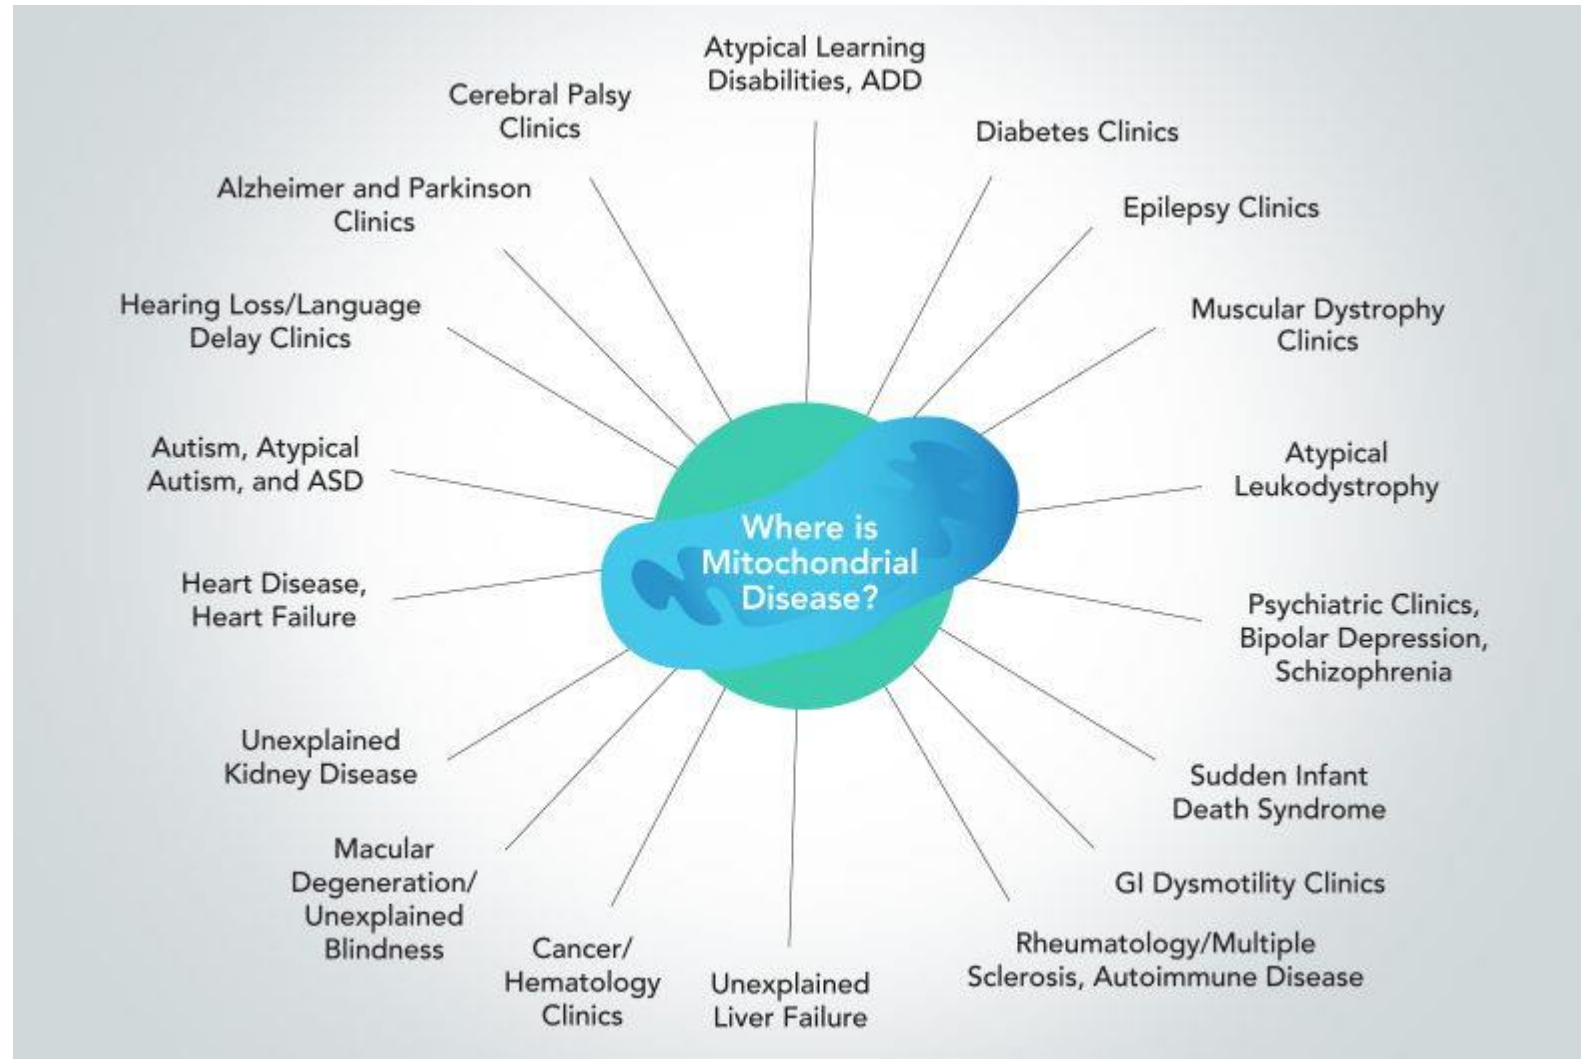 Atypical Learning
Disabilities, ADD
Cerebral Palsy
Clinics
Diabetes Clinics
Alzheimer and Parkinson
Clinics
Epilepsy Clinics
Hearing Loss/Language
Delay Clinics
Muscular Dystrophy
Clinics
Autism, Atypical
Autism, and ASD
Atypical
Leukodystrophy
Where is
Mitochondrial
Disease?
Heart Disease,
Heart Failure
Psychiatric Clinics,
Bipolar Depression,
Schizophrenia
Unexplained
Kidney Disease
Sudden Infant
Death Syndrome
Macular
Degeneration/
Unexplained
Blindness
GI Dysmotility Clinics
Cancer/
Hematology
Clinics
Unexplained
Liver Failure
Rheumatology/Multiple
Sclerosis, Autoimmune Disease